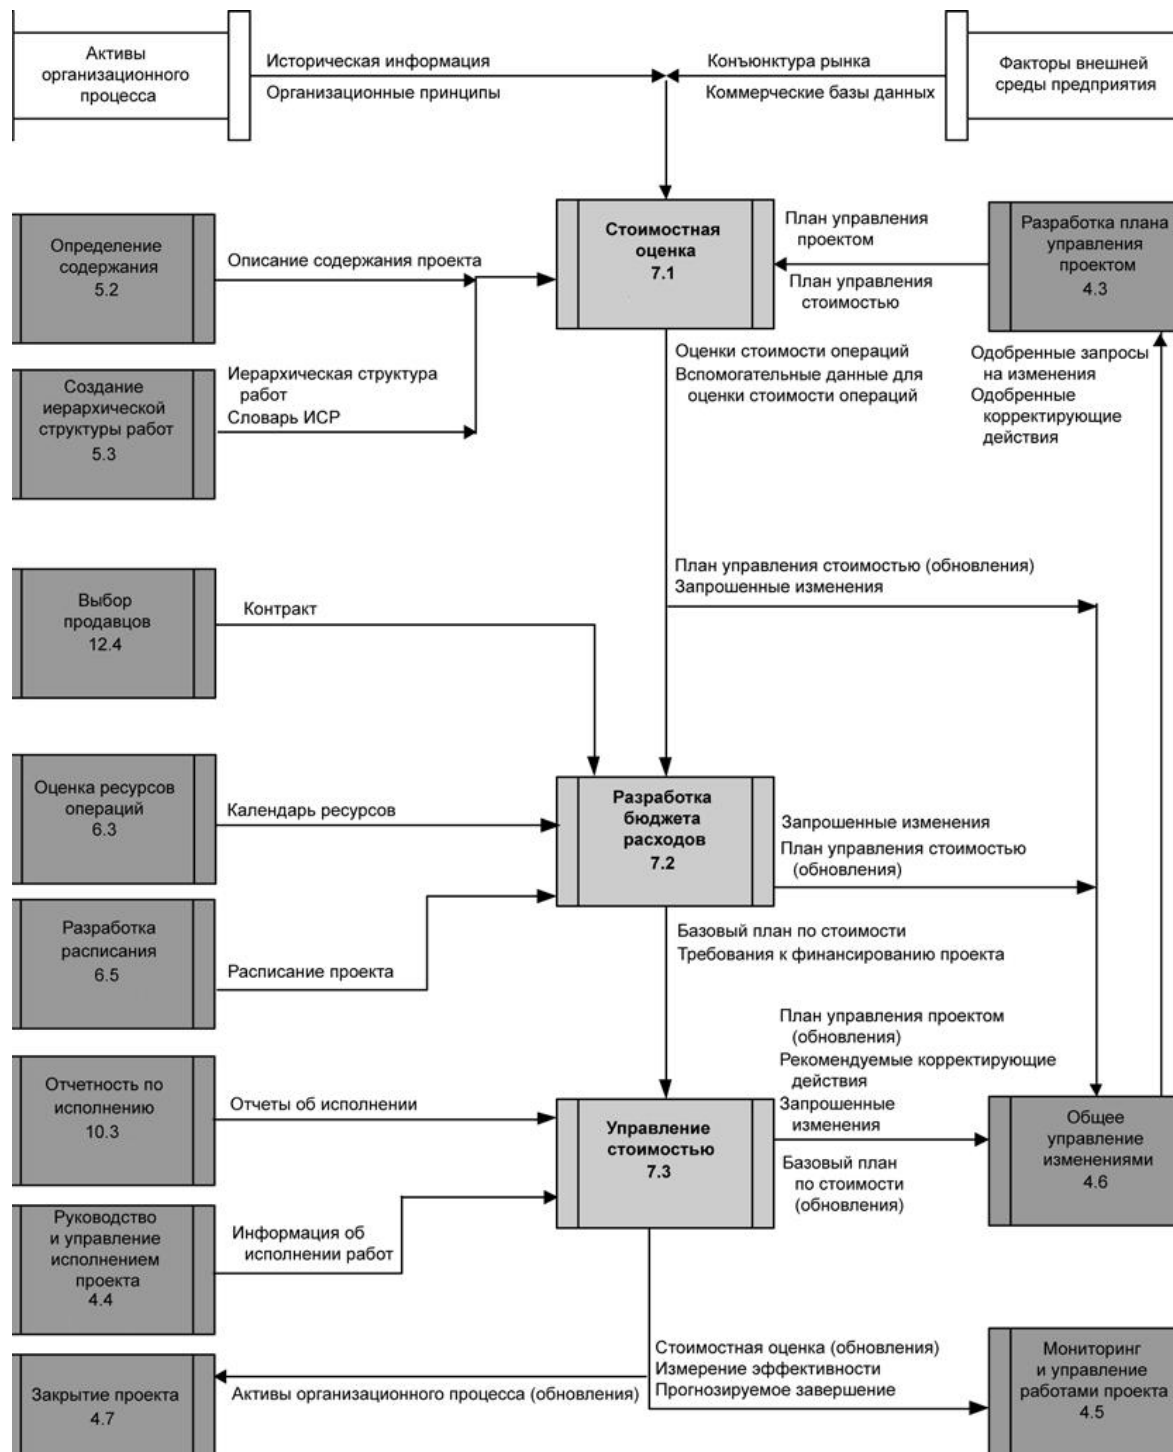 Активы
организационного
процесса
Историческая информация
Организационные принципы
Конъюнктура рынка
Коммерческие базы данных
Факторы внешней
среды предприятия
Определение
содержания
5.2
Описание содержания проекта
Стоимостная
оценка
7.1
План управления
проектом
План управления
стоимостью
Разработка плана
управления
проектом
4.3
Создание
иерархической
структуры работ
5.3
Иерархическая структура
работ
Словарь ИСР
Оценки стоимости операций
Вспомогательные данные для
оценки стоимости операций
Одобренные запросы
на изменения
Одобренные
корректирующие
действия
Выбор
продавцов
12.4
Контракт
План управления стоимостью (обновления)
Запрошенные изменения
Оценка ресурсов
операций
6.3
Календарь ресурсов
Разработка
бюджета
расходов
7.2
Запрошенные изменения
План управления стоимостью
(обновления)
Разработка
расписания
6.5
Расписание проекта
Базовый план по стоимости
Требования к финансированию проекта
План управления проектом
(обновления)
Рекомендуемые корректирующие
действия
Запрошенные
изменения
Базовый план
по стоимости
(обновления)
Отчетность по
исполнению
10.3
Отчеты об исполнении
Управление
стоимостью
7.3
Общее
управление
изменениями
4.6
Руководство
и управление
исполнением
проекта
4.4
Информация об
исполнении работ
Стоимостная оценка (обновления)
Измерение эффективности
Прогнозируемое завершение
Активы организационного процесса (обновления)
Закрытие проекта
4.7
Мониторинг
и управление
работами проекта
4.5